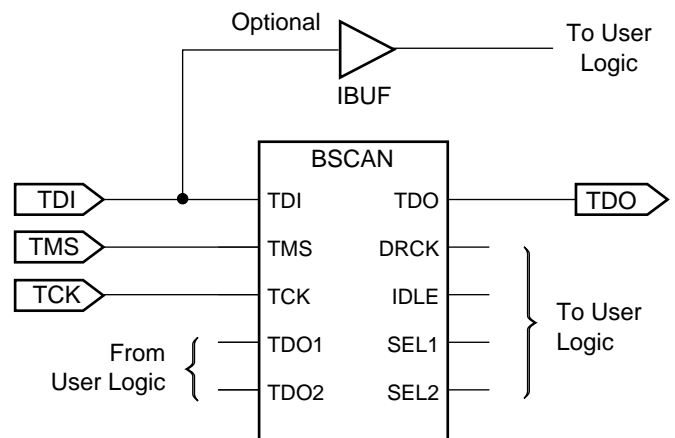 Optional
To User
Logic
IBUF
BSCAN
TDI
TDI
TDO
TDO
TMS
TMS
DRCK
TCK
TCK
IDLE
From
User Logic
TDO1
SEL1
TDO2
SEL2
To User
Logic